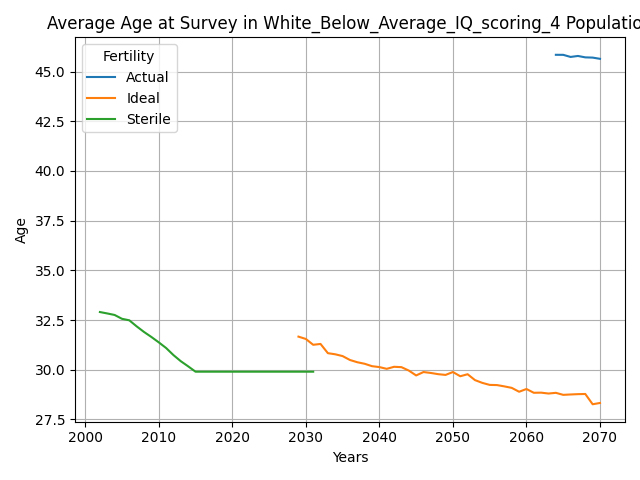 Average Age at Survey in White_Below_Average_IQ_scoring_4 Populatio
Fertility
Actual
Ideal
Sterile
45.0
42.5
40.0
37.5
35.0
32.5
30.0
27.5
Age
2000 2010 2020 2030 2040 2050 2060 2070
Years